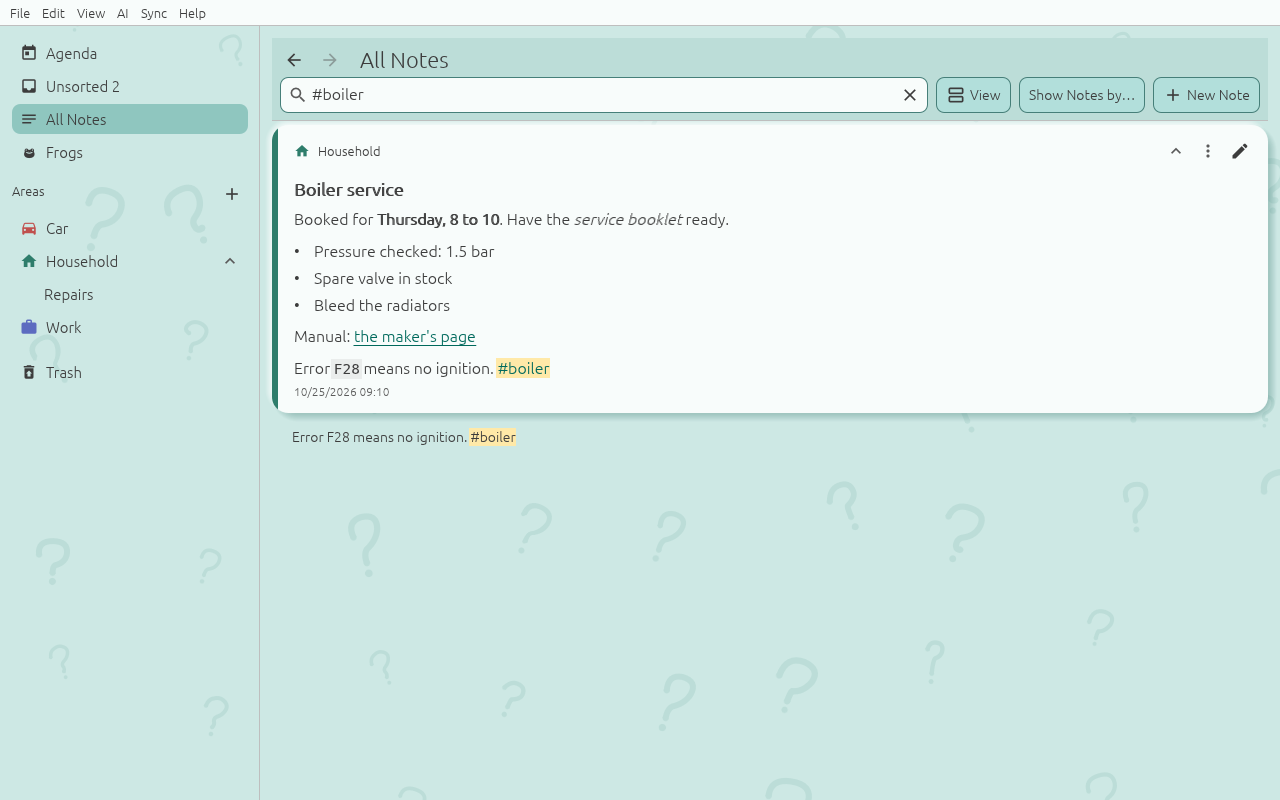 File Edit View AI Sync Help
Agenda
Unsorted 2
All Notes
Frogs
Areas
Car
Household
Repairs
Work
Trash
All Notes
#boiler
View
Show Notes by…
New Note
Household
Boiler service
Booked for Thursday, 8 to 10. Have the service booklet ready.
• Pressure checked: 1.5 bar
• Spare valve in stock
• Bleed the radiators
Manual: the maker's page
Error F28 means no ignition. #boiler
10/25/2026 09:10
Error F28 means no ignition. #boiler